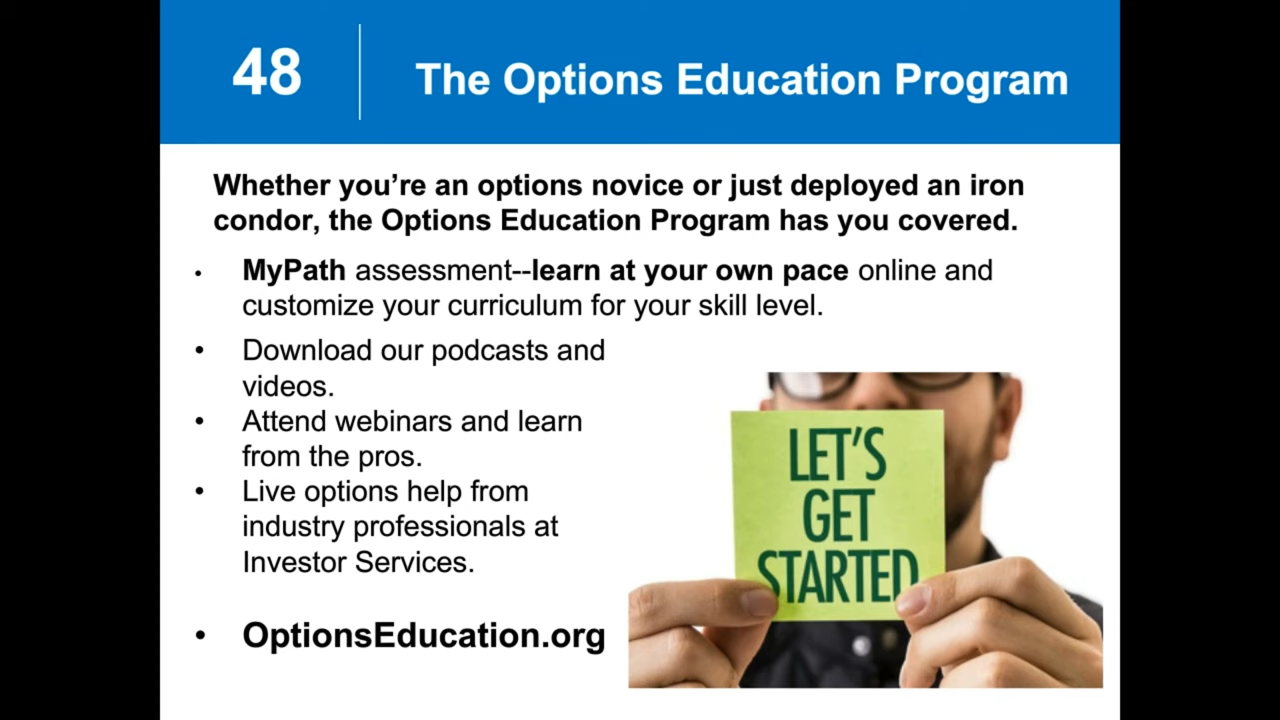 48
The Options Education Program
Whether you’re an options novice or just deployed an iron
condor, the Options Education Program has you covered.
• MyPath assessment--learn at your own pace online and
customize your curriculum for your skill level.
• Download our podcasts and
videos.
• Attend webinars and learn
from the pros.
• Live options help from
industry professionals at
Investor Services.
• OptionsEducation.org
LET’S
GET
STARTED